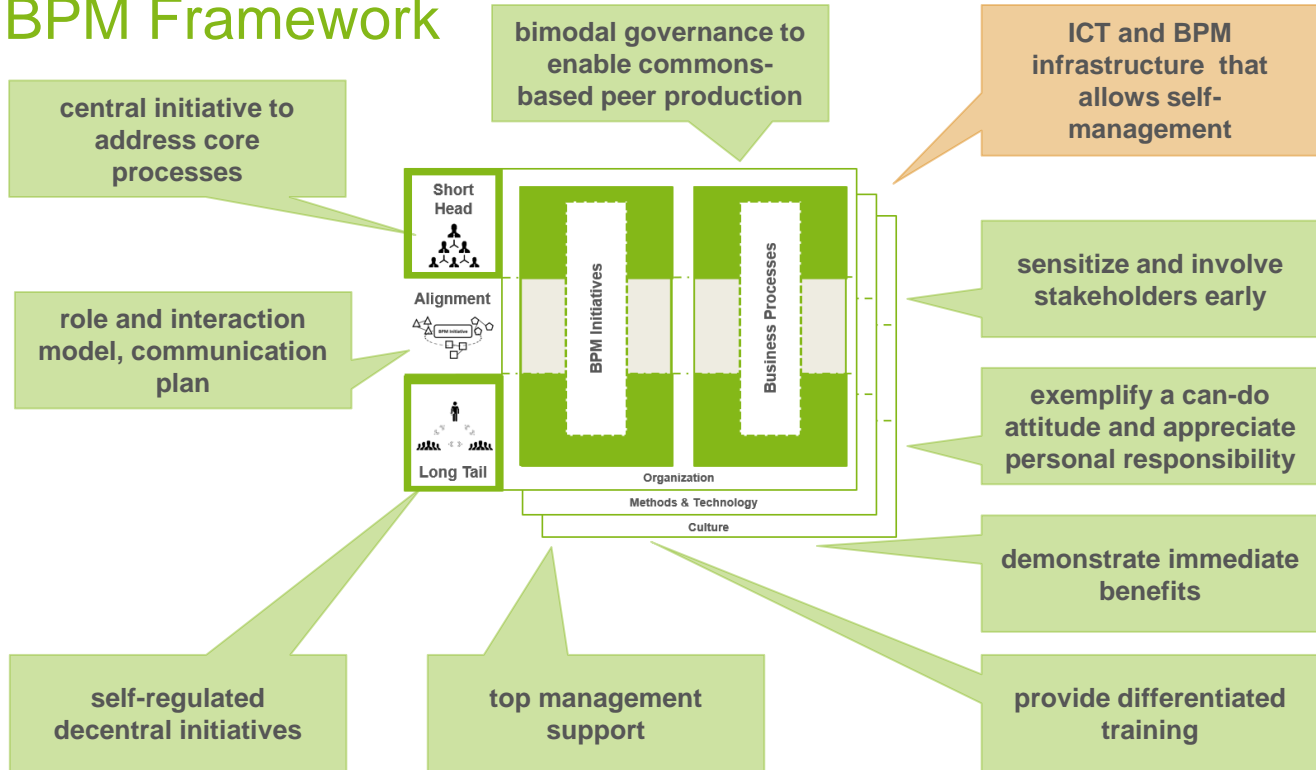 BPM Framework
bimodal governance to
enable commons-
based peer production
ICT and BPM
infrastructure that
allows self-
management
central initiative to
address core
processes
Short
Head
BPM Initiatives
Business Processes
sensitize and involve
stakeholders early
Alignment
BPM Initiative
role and interaction
model, communication
plan
exemplify a can-do
attitude and appreciate
personal responsibility
Long Tail
Organization
Methods & Technology
Culture
demonstrate immediate
benefits
self-regulated
decentral initiatives
top management
support
provide differentiated
training